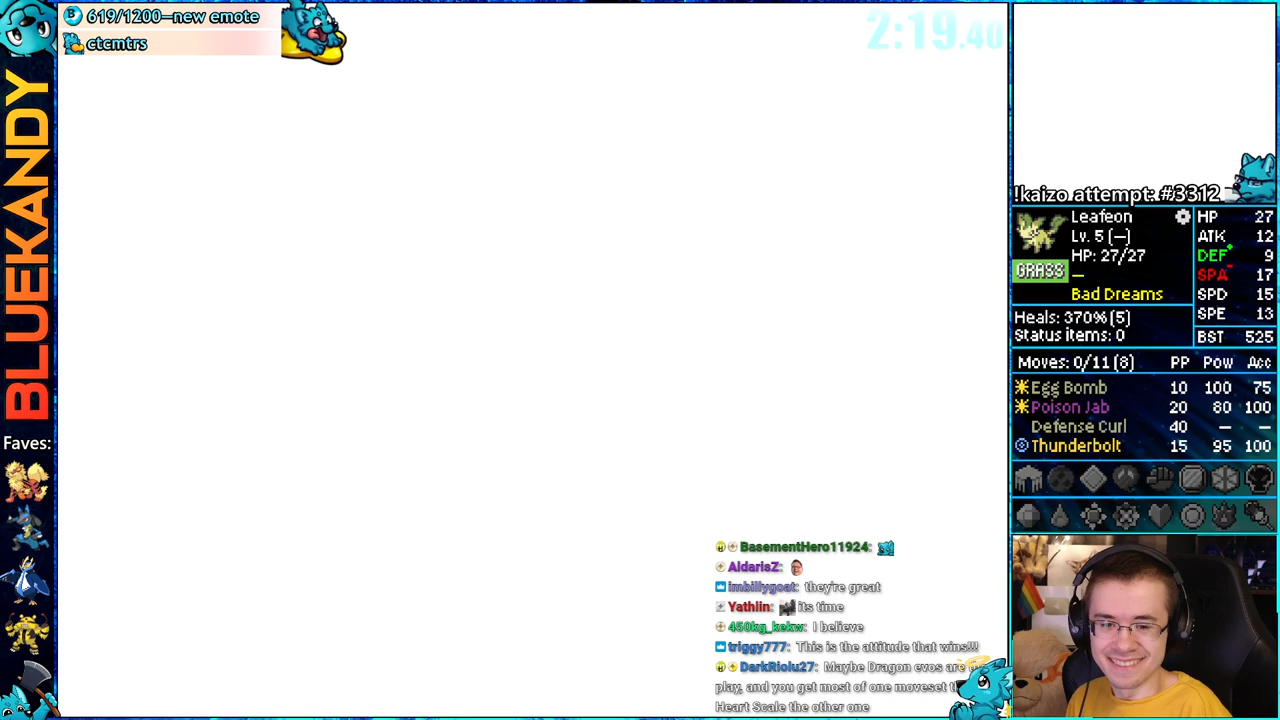 619/1200—new emote
ctcmtrs
2:19.40
BLUEKANDY
Faves:
!kaizo attempt: #3312
Leafeon
Lv. 5 (—)
HP: 27/27
GRASS
—
Bad Dreams
HP 27
ATK 12
DEF 9
SPA 17
SPD 15
SPE 13
BST 525
Heals: 370% (5)
Status items: 0
Moves: 0/11 (8) PP Pow Acc
Egg Bomb 10 100 75
Poison Jab 20 80 100
Defense Curl 40 — —
Thunderbolt 15 95 100
BasementHero11924:
AldarisZ:
imbillygoat: they're great
Yathlin: its time
450kg_kekw: I believe
triggy777: This is the attitude that wins!!!
DarkRiolu27: Maybe Dragon evos are
play, and you get most of one moveset
Heart Scale the other one